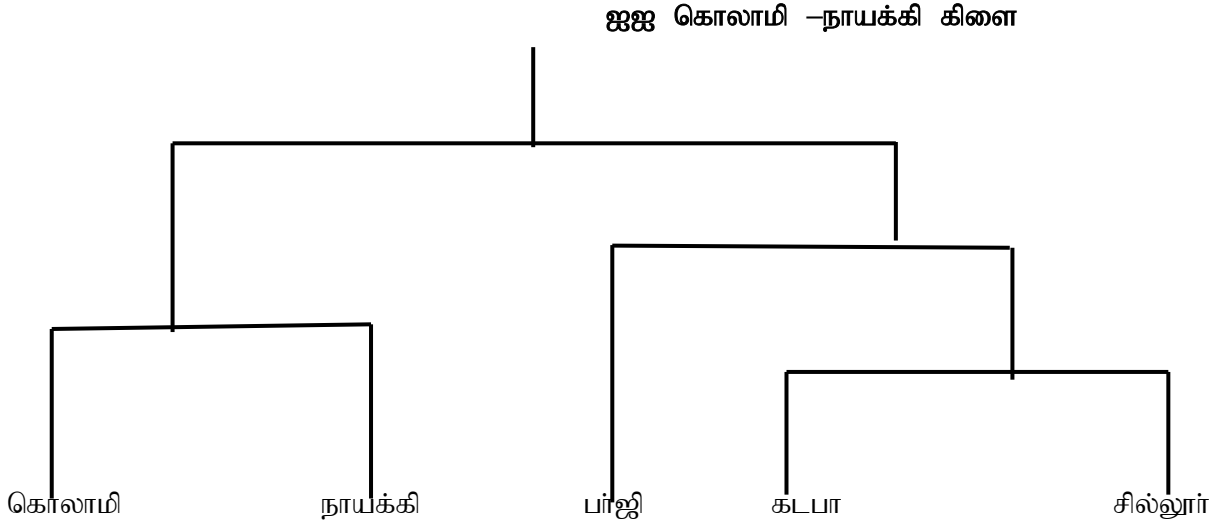 ஐஐ கொலாமி –நாயக்கி கிளை
கொலாமி நாயக்கி பர்ஜி கடபா சில்லூர்